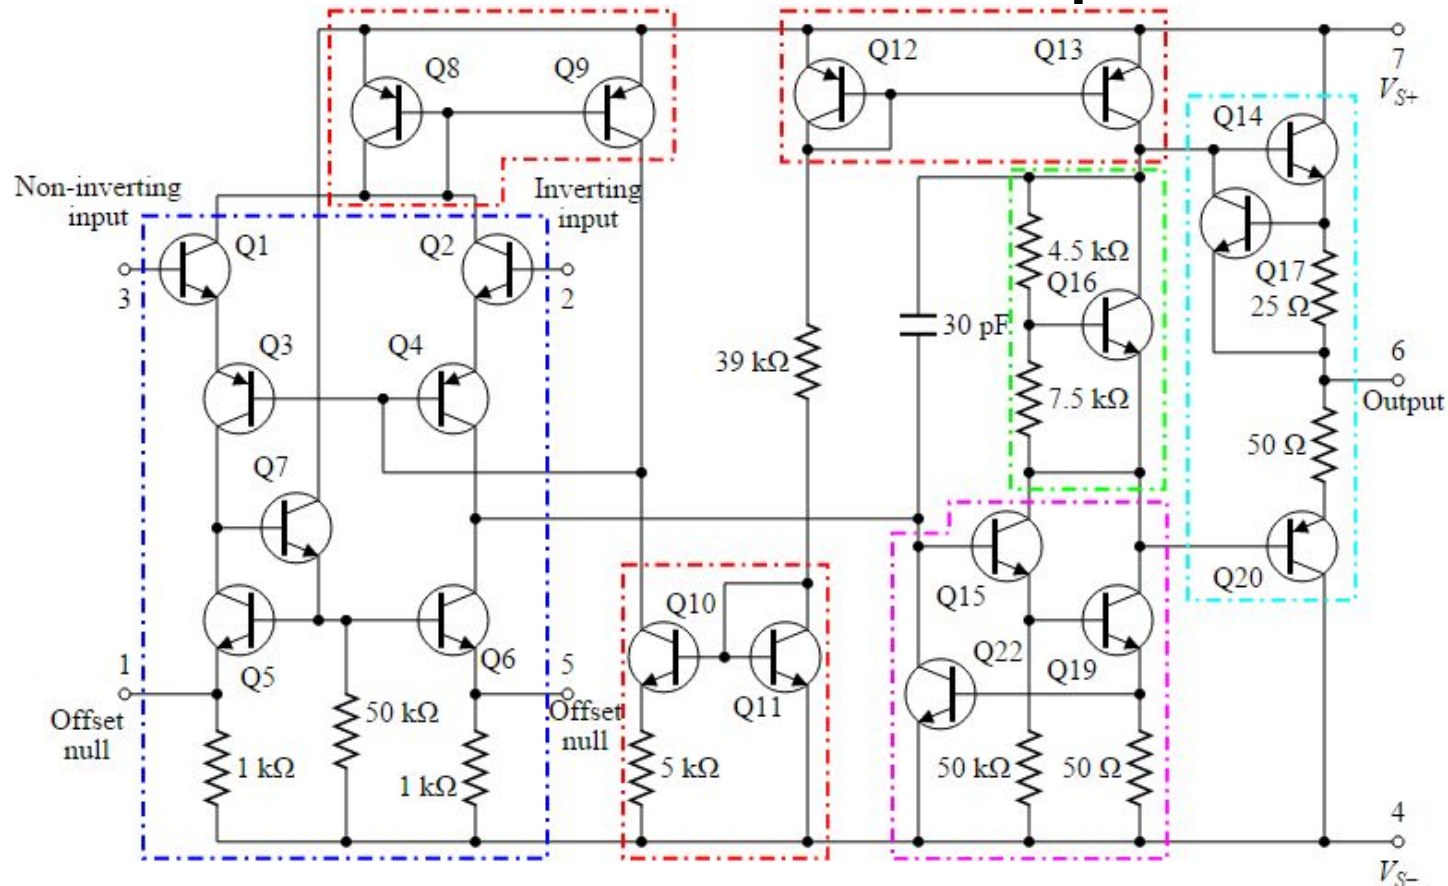 Q8
Q9
Q12
Q13
7
V_S+
Q14
Non-inverting
input
Inverting
input
Q1
Q2
3
2
Q17
25 Ω
4.5 kΩ
Q16
30 pF
Q3
Q4
39 kΩ
7.5 kΩ
6
Output
50 Ω
Q7
Q20
Q15
Q10
Q22
Q19
Q5
Q6
1
5
Offset
null
Offset
null
Q11
50 kΩ
1 kΩ
1 kΩ
5 kΩ
50 kΩ
50 Ω
4
V_S−